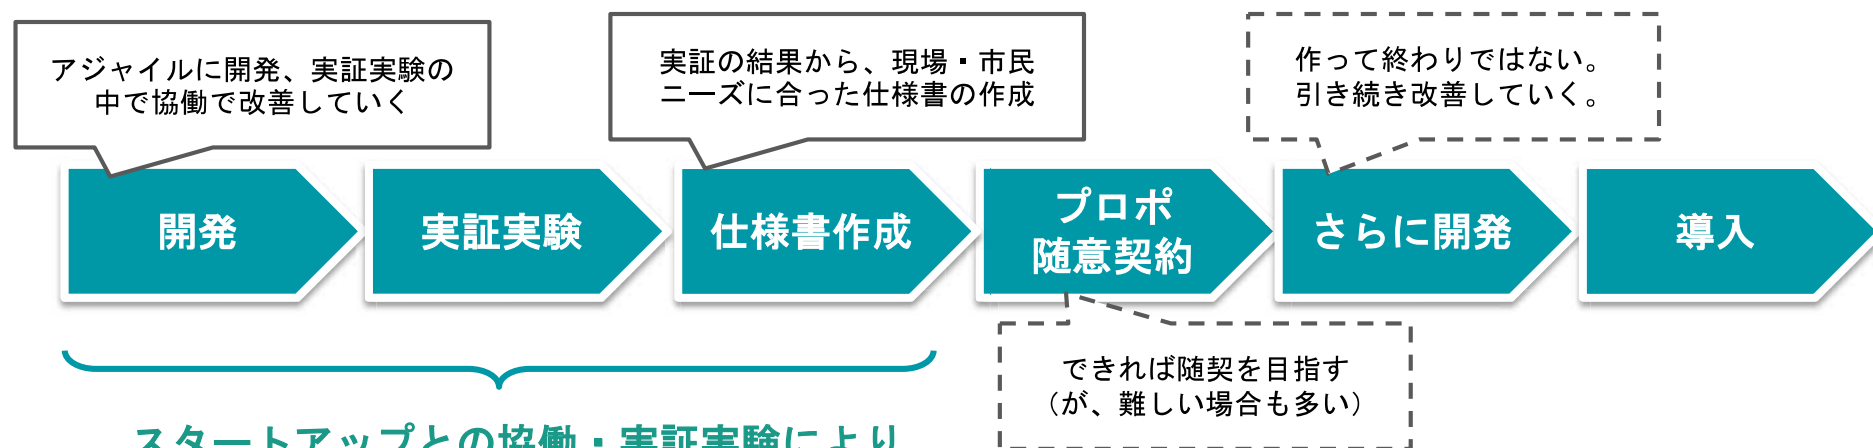 アジャイルに開発、実証実験の
中で協働で改善していく
実証の結果から、現場・市民
ニーズに合った仕様書の作成
作って終わりではない。
引き続き改善していく。
開発
実証実験
仕様書作成
プロポ
随意契約
さらに開発
導入
できれば随契を目指す
（が、難しい場合も多い）
スタートアップとの協働・実証実験により